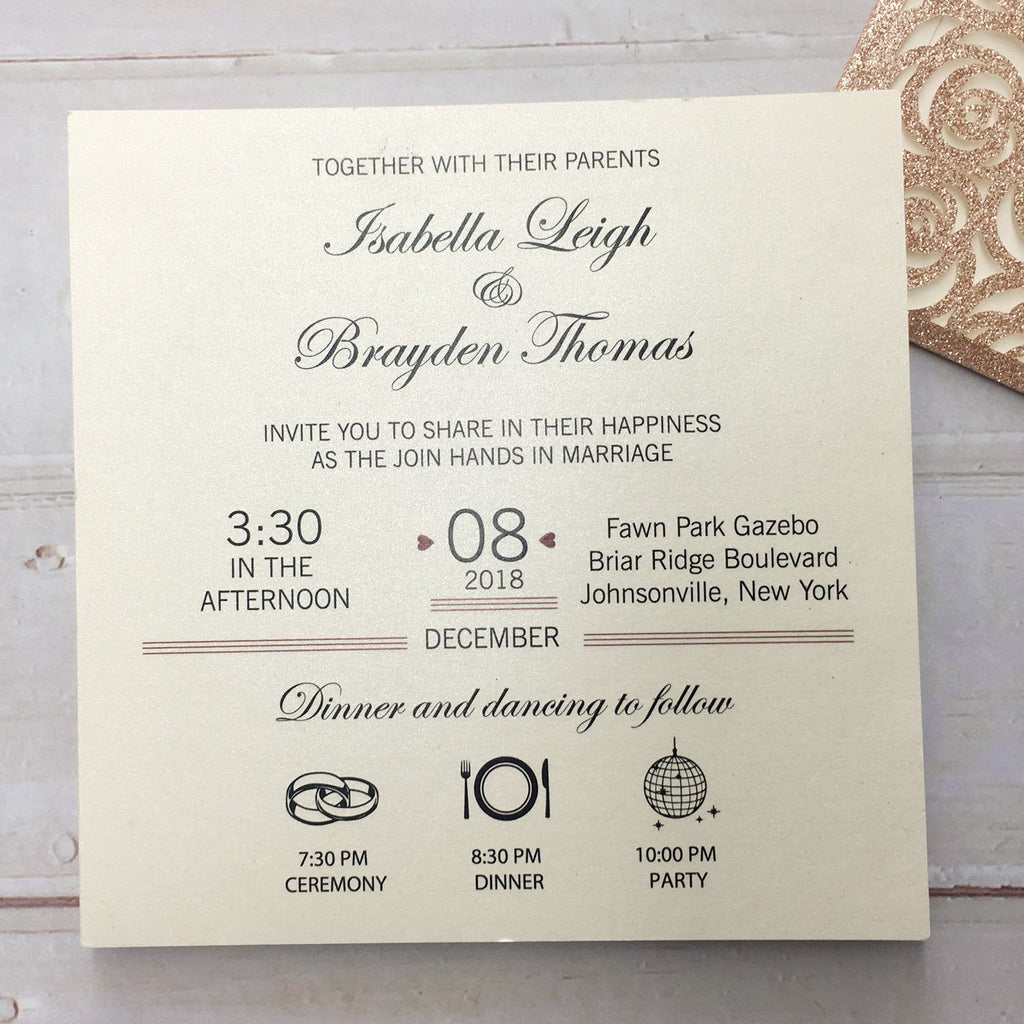 TOGETHER WITH THEIR PARENTS
Isabella Leigh
&
Brayden Thomas
INVITE YOU TO SHARE IN THEIR HAPPINESS
AS THE JOIN HANDS IN MARRIAGE
3:30
IN THE
AFTERNOON
08
2018
DECEMBER
Fawn Park Gazebo
Briar Ridge Boulevard
Johnsonville, New York
Dinner and dancing to follow
7:30 PM
CEREMONY
8:30 PM
DINNER
10:00 PM
PARTY